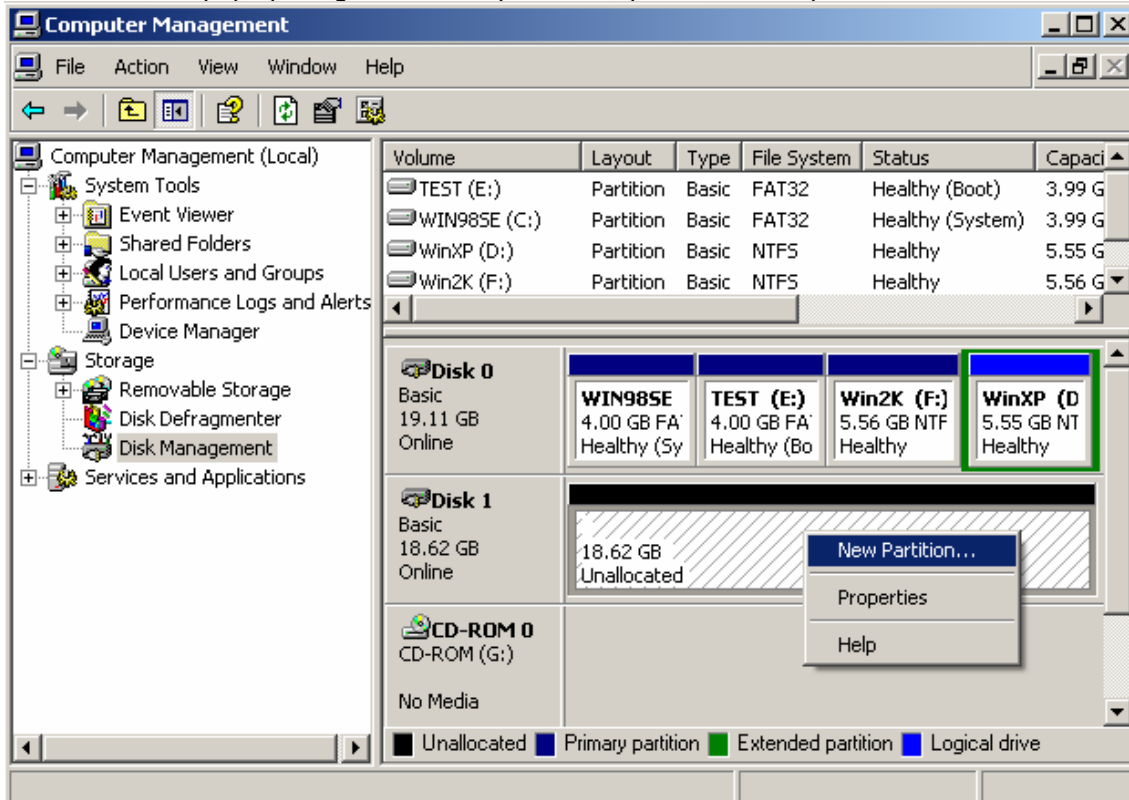 Computer Management
File Action View Window Help
Computer Management (Local)
System Tools
Event Viewer
Shared Folders
Local Users and Groups
Performance Logs and Alerts
Device Manager
Storage
Removable Storage
Disk Defragmenter
Disk Management
Services and Applications
Volume Layout Type File System Status Capaci
TEST (E:) Partition Basic FAT32 Healthy (Boot) 3.99 G
WIN98SE (C:) Partition Basic FAT32 Healthy (System) 3.99 G
WinXP (D:) Partition Basic NTFS Healthy 5.55 G
Win2K (F:) Partition Basic NTFS Healthy 5.56 G
Disk 0
Basic
19.11 GB
Online
WIN98SE
4.00 GB FA
Healthy (Sy
TEST (E:)
4.00 GB FA
Healthy (Bo
Win2K (F:)
5.56 GB NTF
Healthy
WinXP (D
5.55 GB NT
Healthy
Disk 1
Basic
18.62 GB
Online
18.62 GB
Unallocated
New Partition...
Properties
Help
CD-ROM 0
CD-ROM (G:)
No Media
Unallocated Primary partition Extended partition Logical drive